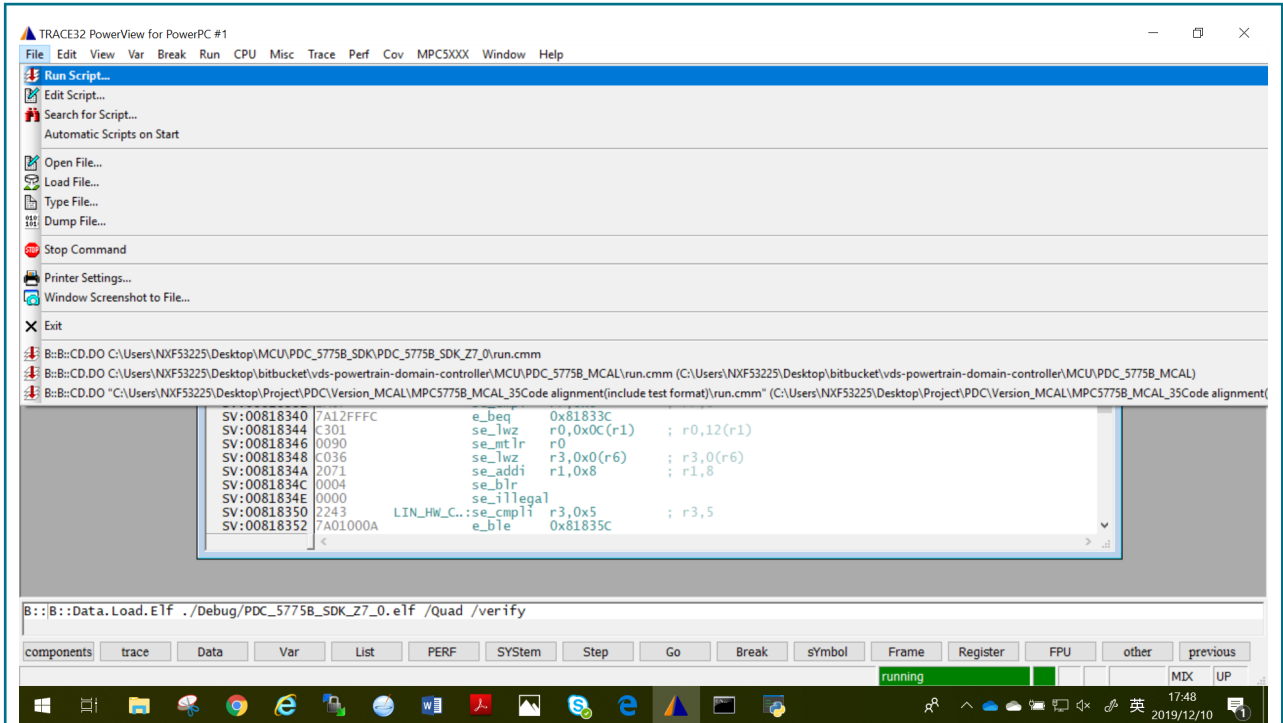 TRACE32 PowerView for PowerPC #1
File Edit View Var Break Run CPU Misc Trace Perf Cov MPC5XXX Window Help
Run Script...
Edit Script...
Search for Script...
Automatic Scripts on Start
Open File...
Load File...
Type File...
Dump File...
STOP Stop Command
Printer Settings...
Window Screenshot to File...
Exit
B::B::CD.DO C:\Users\NXF53225\Desktop\MCU\PDC_5775B_SDK\PDC_5775B_SDK_Z7_0\run.cmm
B::B::CD.DO C:\Users\NXF53225\Desktop\bitbucket\vds-powertrain-domain-controller\MCU\PDC_5775B_MCAL\run.cmm (C:\Users\NXF53225\Desktop\bitbucket\vds-powertrain-domain-controller\MCU\PDC_5775B_MCAL)
B::B::CD.DO "C:\Users\NXF53225\Desktop\Project\PDC\Version_MCAL\MPC5775B_MCAL_35Code alignment(include test format)\run.cmm" (C:\Users\NXF53225\Desktop\Project\PDC\Version_MCAL\MPC5775B_MCAL_35Code alignment(
SV:00818340 7A12FFFC e_beq 0x81833C
SV:00818344 C301 se_lwz r0,0x0C(r1) ; r0,12(r1)
SV:00818346 0090 se_mtlr r0
SV:00818348 C036 se_lwz r3,0x0(r6) ; r3,0(r6)
SV:0081834A 2071 se_addi r1,0x8 ; r1,8
SV:0081834C 0004 se_blr
SV:0081834E 0000 se_illegal
SV:00818350 2243 LIN_HW_C..:se_cmpli r3,0x5 ; r3,5
SV:00818352 7A01000A e_ble 0x81835C
B::B::Data.Load.Elf ./Debug/PDC_5775B_SDK_Z7_0.elf /Quad /verify
components trace Data Var List PERF SYStem Step Go Break sYmbol Frame Register FPU other previous
running MIX UP
英 17:48
2019/12/10 1